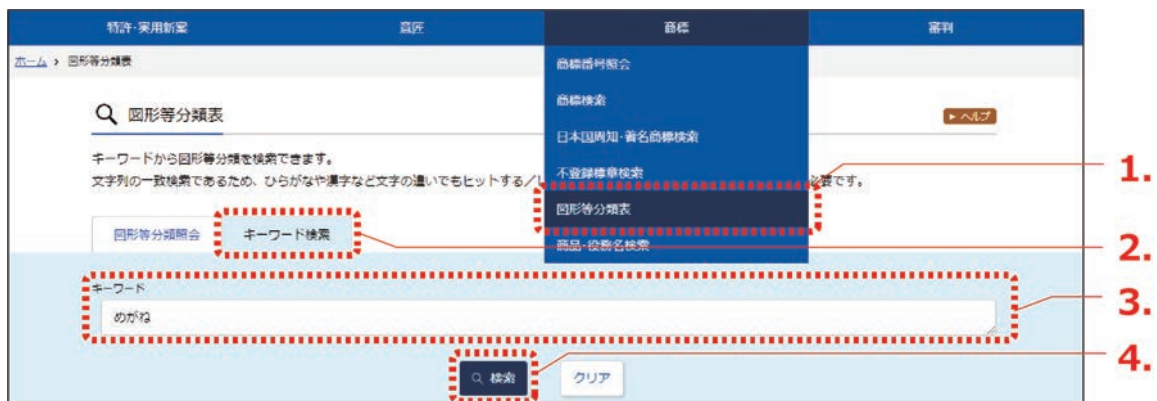 特許・実用新案 意匠 商標 審判
ホーム › 図形等分類表
商標番号照会
商標検索
日本国周知・著名商標検索
不登録標章検索
図形等分類表
商品・役務名検索
図形等分類表
▶ ヘルプ
キーワードから図形等分類を検索できます。
文字列の一致検索であるため、ひらがなや漢字など文字の違いでもヒットする/し 必要です。
図形等分類照会 キーワード検索
キーワード
めがね
検索 クリア
1.
2.
3.
4.